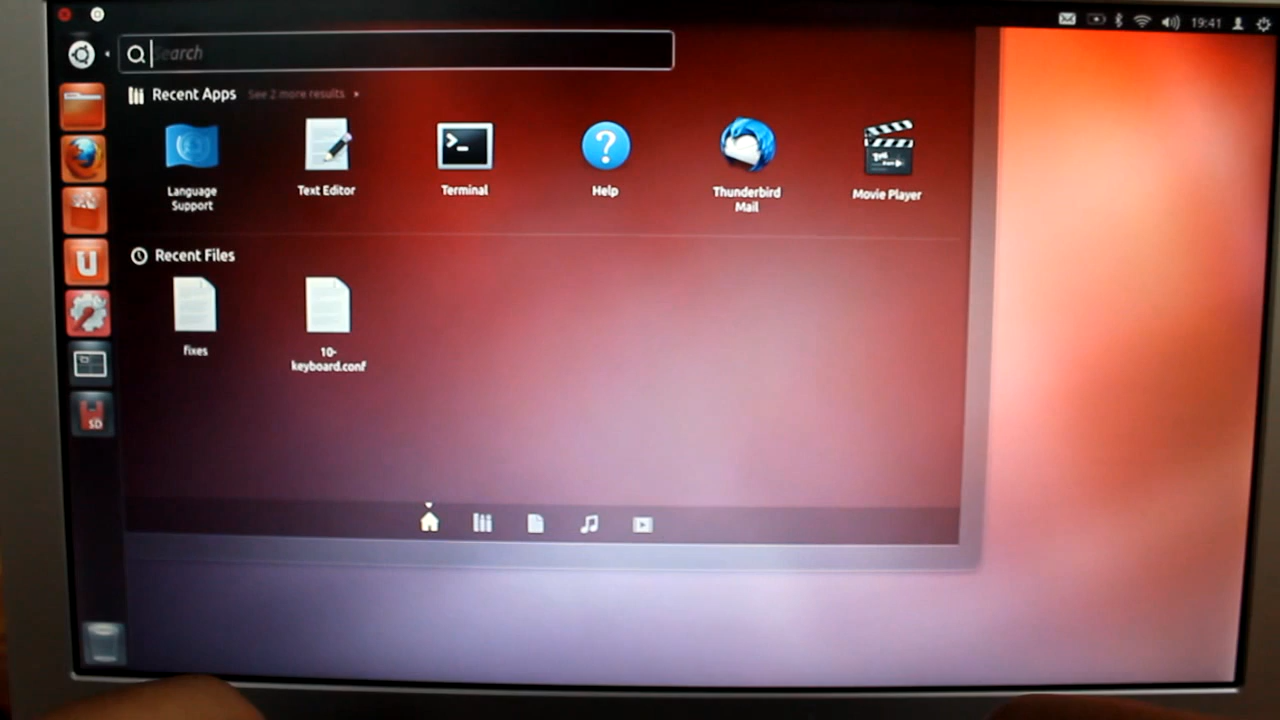 19:41
Search
Recent Apps See 2 more results
Language
Support
Text Editor
Terminal
Help
Thunderbird
Mail
Movie Player
Recent Files
fixes
10-
keyboard.conf
U
SD